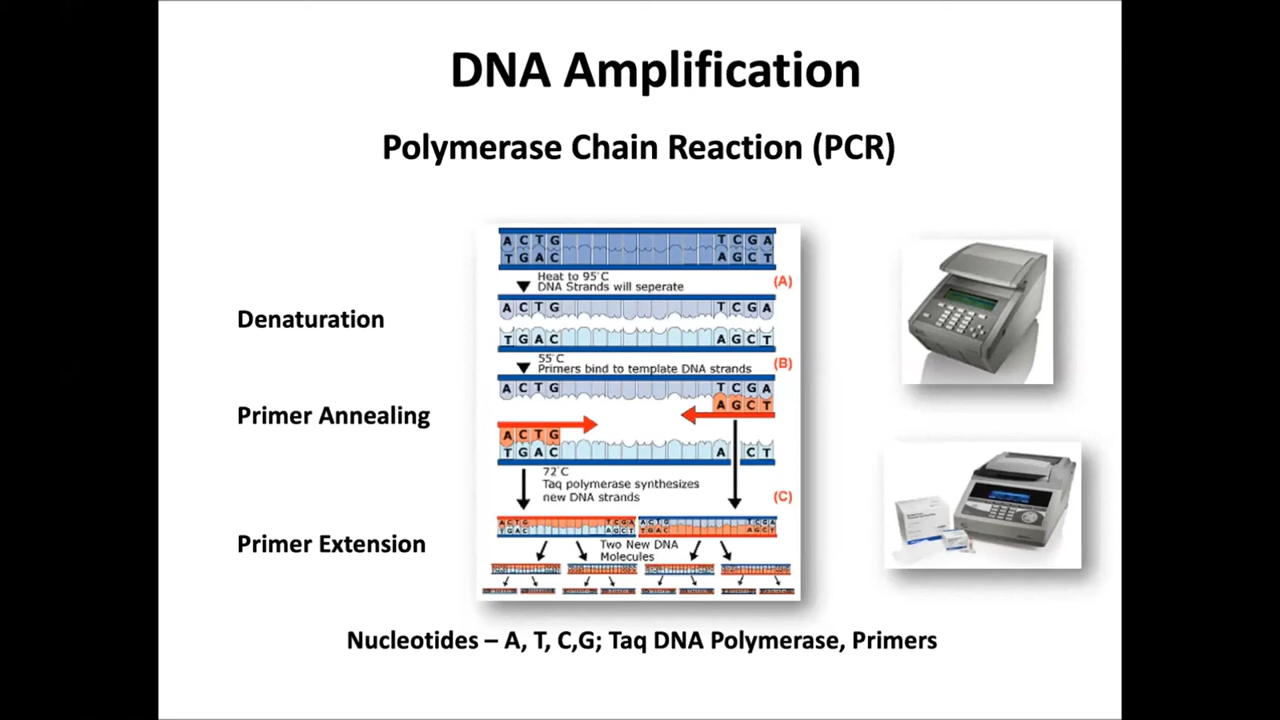 DNA Amplification
Polymerase Chain Reaction (PCR)
A C T G T C G A
T G A C A G C T
Heat to 95°C
DNA Strands will seperate
(A)
Denaturation
A C T G T C G A
T G A C A G C T
55°C
Primers bind to template DNA strands
(B)
Primer Annealing
A C T G T C G A
A G C T
A C T G
T G A C A C T
72°C
Taq polymerase synthesizes
new DNA strands
(C)
Primer Extension
A C T G T C G A A C T G T C G A
T G A C A G C T T G A C A G C T
Two New DNA
Molecules
Nucleotides – A, T, C,G; Taq DNA Polymerase, Primers